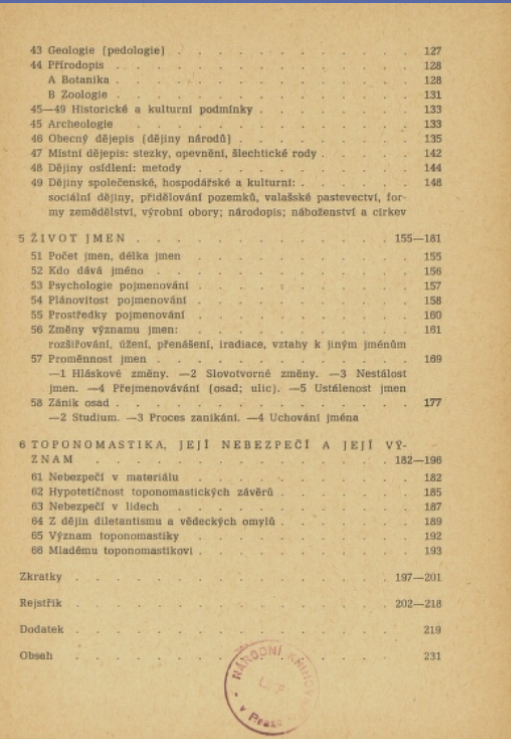 43 Geologie (pedologie) . . . . . . . . . . . . 127
44 Přírodopis . . . . . . . . . . . . . . . 128
A Botanika . . . . . . . . . . . . . . . 128
B Zoologie . . . . . . . . . . . . . . . 131
45—49 Historické a kulturní podmínky . . . . . . . . 133
45 Archeologie . . . . . . . . . . . . . . 133
46 Obecný dějepis (dějiny národů) . . . . . . . . . 135
47 Místní dějepis: stezky, opevnění, šlechtické rody . . . . . 142
48 Dějiny osídlení: metody . . . . . . . . . . . 144
49 Dějiny společenské, hospodářské a kulturní: . . . . . . 148
sociální dějiny, přidělování pozemků, valašské pastevectví, for-
my zemědělství, výrobní obory; národopis; náboženství a církev
5 ŽIVOT JMEN . . . . . . . . . . . . . 155—181
51 Počet jmen, délka jmen . . . . . . . . . . . 155
52 Kdo dává jméno . . . . . . . . . . . . . 156
53 Psychologie pojmenování . . . . . . . . . . . 157
54 Plánovitost pojmenování . . . . . . . . . . . 158
55 Prostředky pojmenování . . . . . . . . . . . 160
56 Změny významu jmen: . . . . . . . . . . . 161
rozšiřování, úžení, přenášení, iradiace, vztahy k jiným jménům
57 Proměnnost jmen . . . . . . . . . . . . . 169
—1 Hláskové změny. —2 Slovotvorné změny. —3 Nestálost
jmen. —4 Přejmenovávání (osad; ulic). —5 Ustálenost jmen
58 Zánik osad . . . . . . . . . . . . . . 177
—2 Studium. —3 Proces zanikání. —4 Uchování jména
6 TOPONOMASTIKA, JEJÍ NEBEZPEČÍ A JEJÍ VÝ-
ZNAM . . . . . . . . . . . . . . . 182—196
61 Nebezpečí v materiálu . . . . . . . . . . . 182
62 Hypotetičnost toponomastických závěrů . . . . . . . 185
63 Nebezpečí v lidech . . . . . . . . . . . . 187
64 Z dějin diletantismu a vědeckých omylů . . . . . . . 189
65 Význam toponomastiky . . . . . . . . . . . 192
66 Mladému toponomastikovi . . . . . . . . . . . 193
Zkratky . . . . . . . . . . . . . . . . 197—201
Rejstřík . . . . . . . . . . . . . . . . 202—218
Dodatek . . . . . . . . . . . . . . . . 219
Obsah . . . . . . . . . . . . . . . . 231
NÁRODNÍ
v Praze